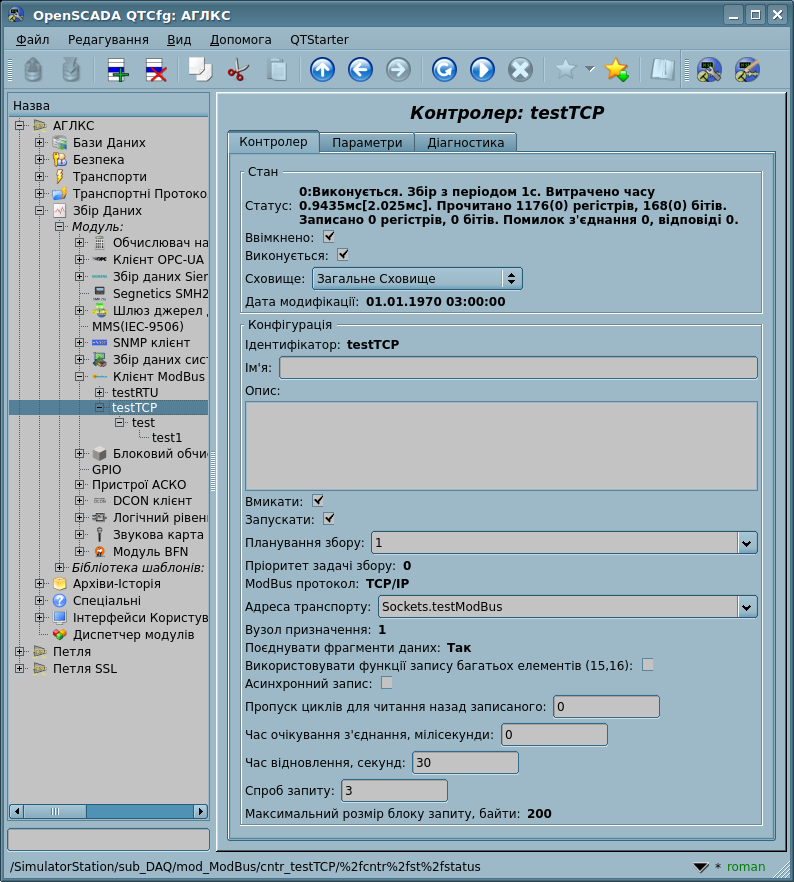 OpenSCADA QTCfg: АГЛКС
Файл Редагування Вид Допомога QTStarter
Назва
АГЛКС
Бази Даних
Безпека
Транспорти
Транспортні Протоко
Збір Даних
Модуль:
Обчислювач на
Клієнт OPC-UA
Збір даних Sier
Segnetics SMH2
Шлюз джерел д
MMS(IEC-9506)
SNMP клієнт
Збір даних сист
Клієнт ModBus
testRTU
testTCP
test
test1
Блоковий обчи
GPIO
Пристрої АСКО
DCON клієнт
Логічний рівен
Звукова карта
Модуль BFN
Бібліотека шаблонів:
Архіви-Історія
Спеціальні
Інтерфейси Користув
Диспетчер модулів
Петля
Петля SSL
Контролер: testTCP
Контролер Параметри Діагностика
Стан
Статус: 0:Виконується. Збір з періодом 1с. Витрачено часу
0.9435мс[2.025мс]. Прочитано 1176(0) регістрів, 168(0) бітів.
Записано 0 регістрів, 0 бітів. Помилок з'єднання 0, відповіді 0.
Ввімкнено:
Виконується:
Сховище: Загальне Сховище
Дата модифікації: 01.01.1970 03:00:00
Конфігурація
Ідентифікатор: testTCP
Ім'я:
Опис:
Вмикати:
Запускати:
Планування збору: 1
Пріоритет задачі збору: 0
ModBus протокол: TCP/IP
Адреса транспорту: Sockets.testModBus
Вузол призначення: 1
Поєднувати фрагменти даних: Так
Використовувати функції запису багатьох елементів (15,16):
Асинхронний запис:
Пропуск циклів для читання назад записаного: 0
Час очікування з'єднання, мілісекунди: 0
Час відновлення, секунд: 30
Спроб запиту: 3
Максимальний розмір блоку запиту, байти: 200
/SimulatorStation/sub_DAQ/mod_ModBus/cntr_testTCP/%2fcntr%2fst%2fstatus
* roman